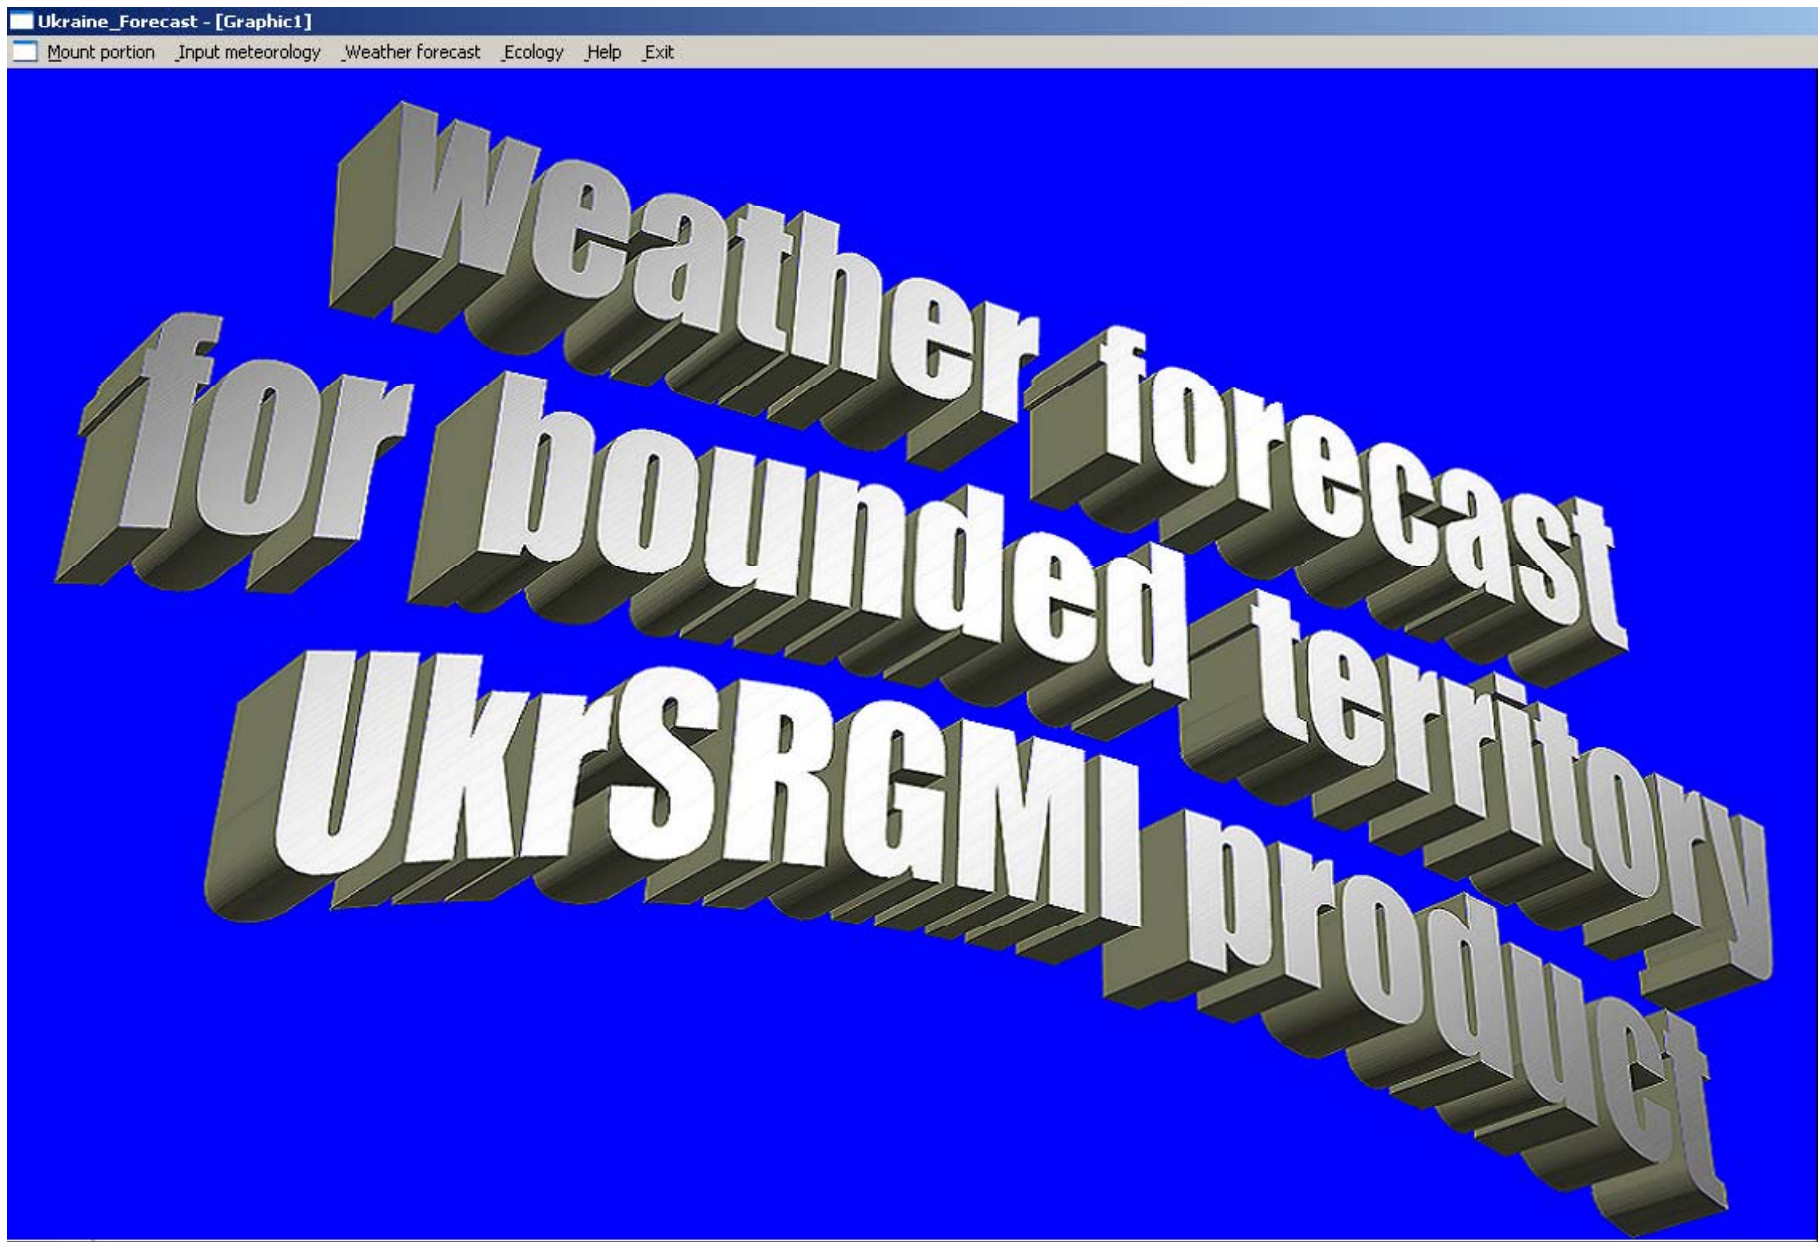 Ukraine_Forecast - [Graphic1]
Mount portion Input meteorology Weather forecast Ecology Help Exit
weather forecast
for bounded territory
UkrSRGMI product